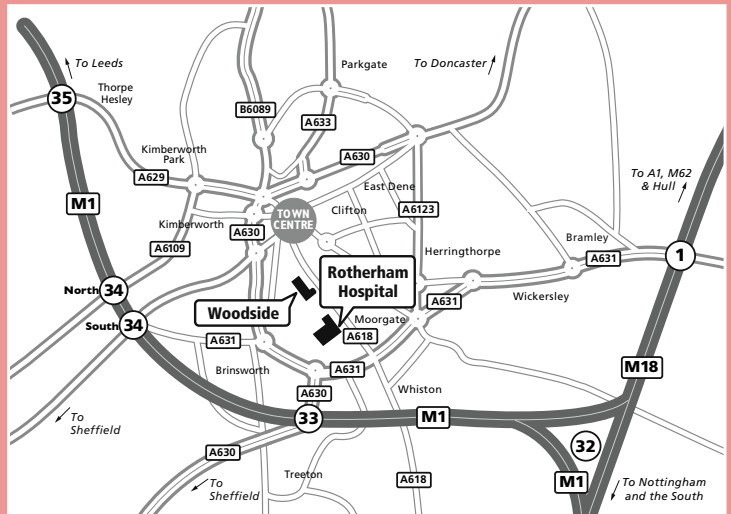 Parkgate
To Leeds
To Doncaster
35
Thorpe
Hesley
B6089
A633
Kimberworth
Park
A630
A629
To A1, M62
& Hull
East Dene
M1
TOWN
CENTRE
Clifton
A6123
Kimberworth
A630
Bramley
A6109
Herringthorpe
A631
1
Rotherham
Hospital
North
34
Wickersley
A631
Woodside
Moorgate
South
34
A618
A631
Brinsworth
A631
M18
Whiston
A630
33
M1
To
Sheffield
32
A630
Treeton
A618
M1
To
Sheffield
To Nottingham
and the South